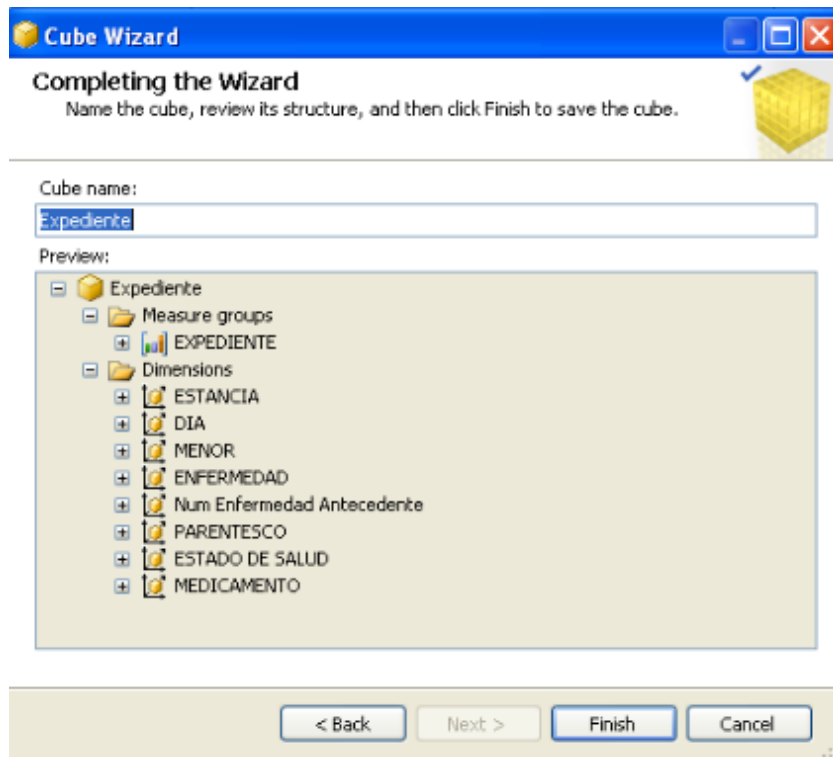 Cube Wizard
Completing the Wizard
Name the cube, review its structure, and then click Finish to save the cube.
Cube name:
Expediente
Preview:
Expediente
Measure groups
EXPEDIENTE
Dimensions
ESTANCIA
DIA
MENOR
ENFERMEDAD
Num Enfermedad Antecedente
PARENTESCO
ESTADO DE SALUD
MEDICAMENTO
< Back Next > Finish Cancel